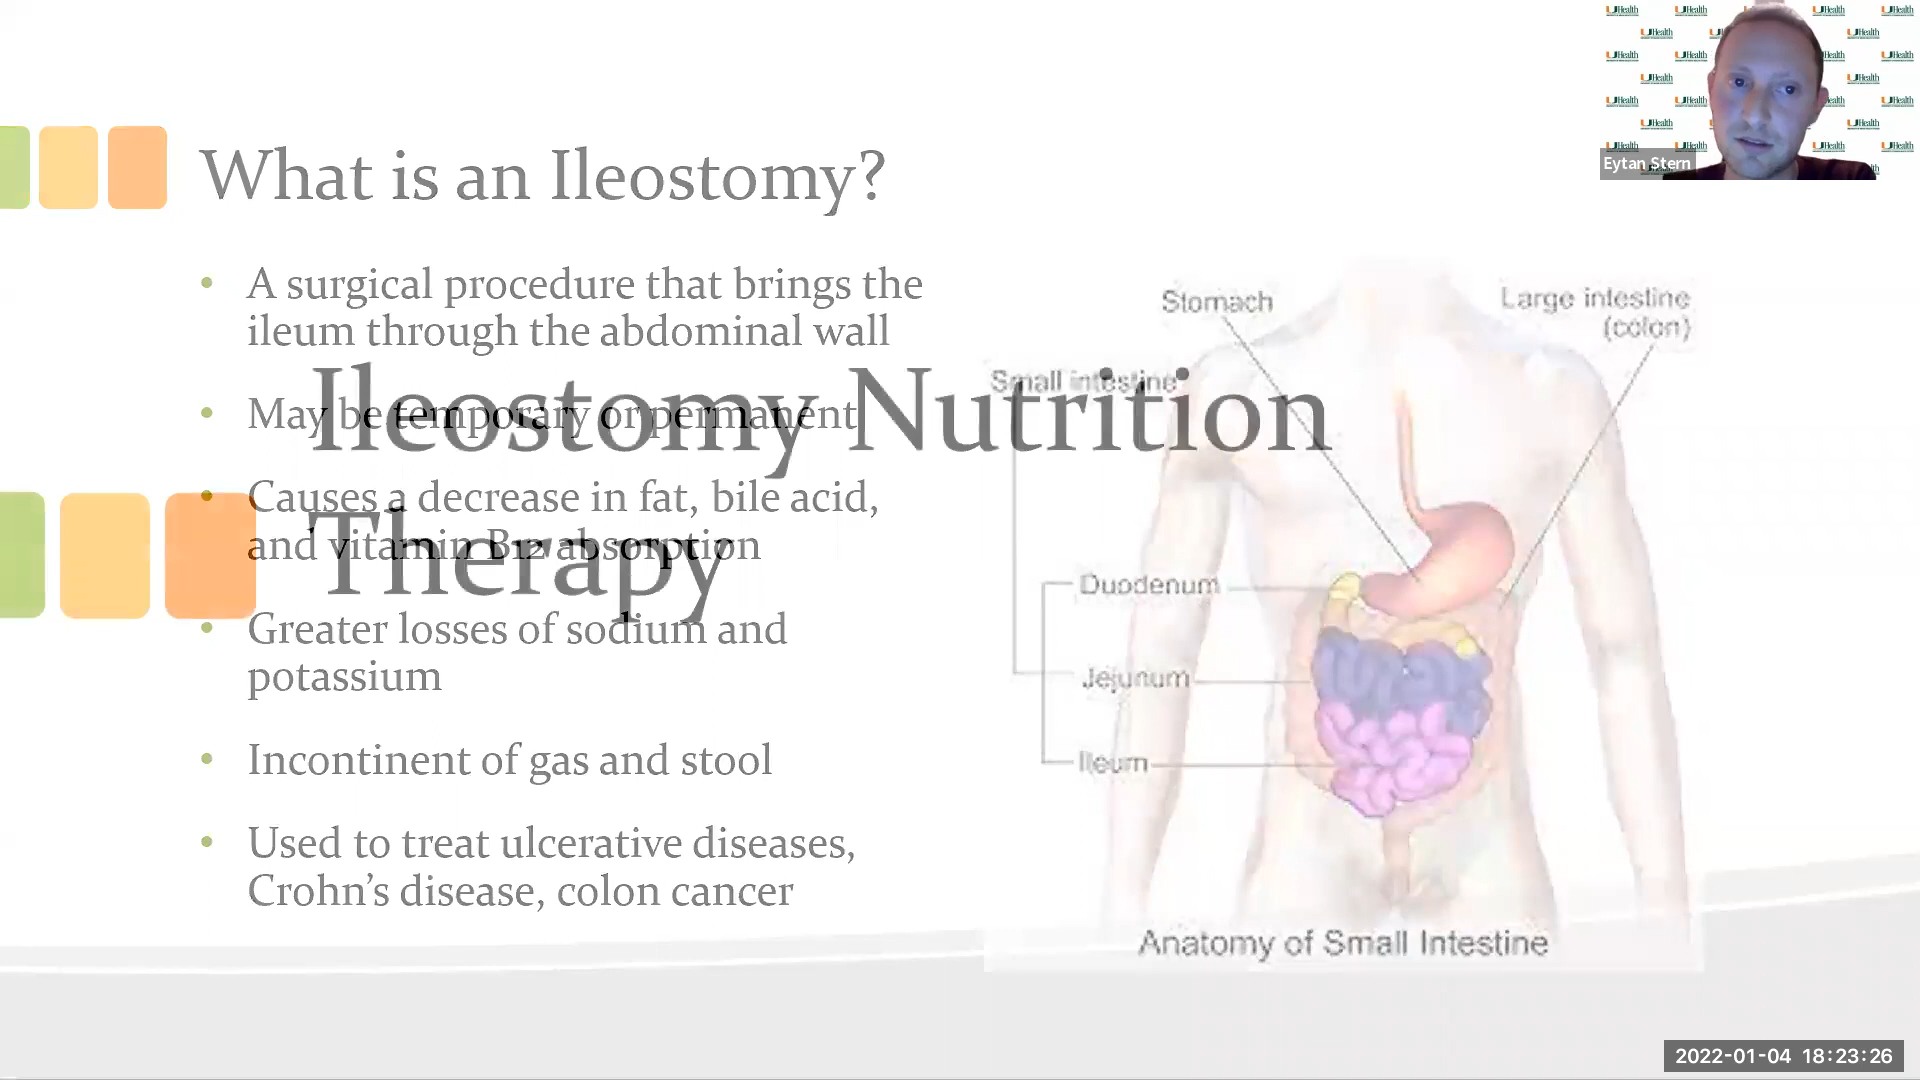 What is an Ileostomy?
• A surgical procedure that brings the
ileum through the abdominal wall
• May be temporary or permanent
• Causes a decrease in fat, bile acid,
and vitamin B12 absorption
• Greater losses of sodium and
potassium
• Incontinent of gas and stool
• Used to treat ulcerative diseases,
Crohn's disease, colon cancer
Ileostomy Nutrition
Therapy
Stomach
Large intestine
(colon)
Small intestine
Duodenum
Jejunum
Ileum
Anatomy of Small Intestine
UHealth
Eytan Stern
2022-01-04 18:23:26